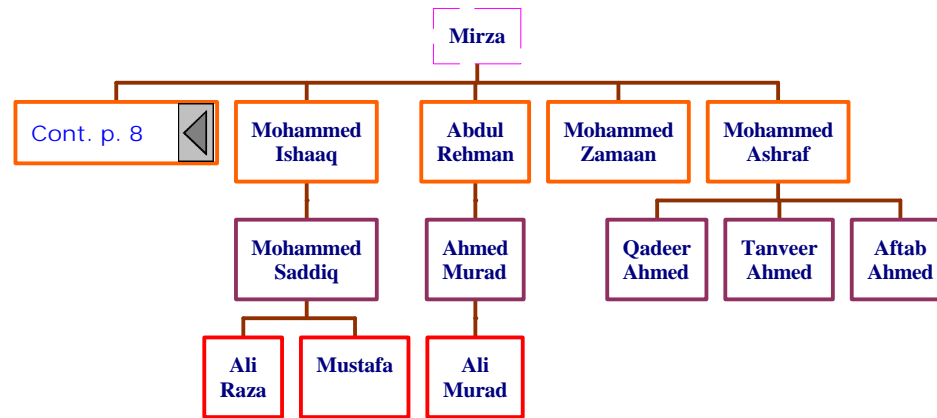 Mirza
Cont. p. 8
Mohammed
Ishaaq
Abdul
Rehman
Mohammed
Zamaan
Mohammed
Ashraf
Mohammed
Saddiq
Ahmed
Murad
Qadeer
Ahmed
Tanveer
Ahmed
Aftab
Ahmed
Ali
Raza
Mustafa
Ali
Murad